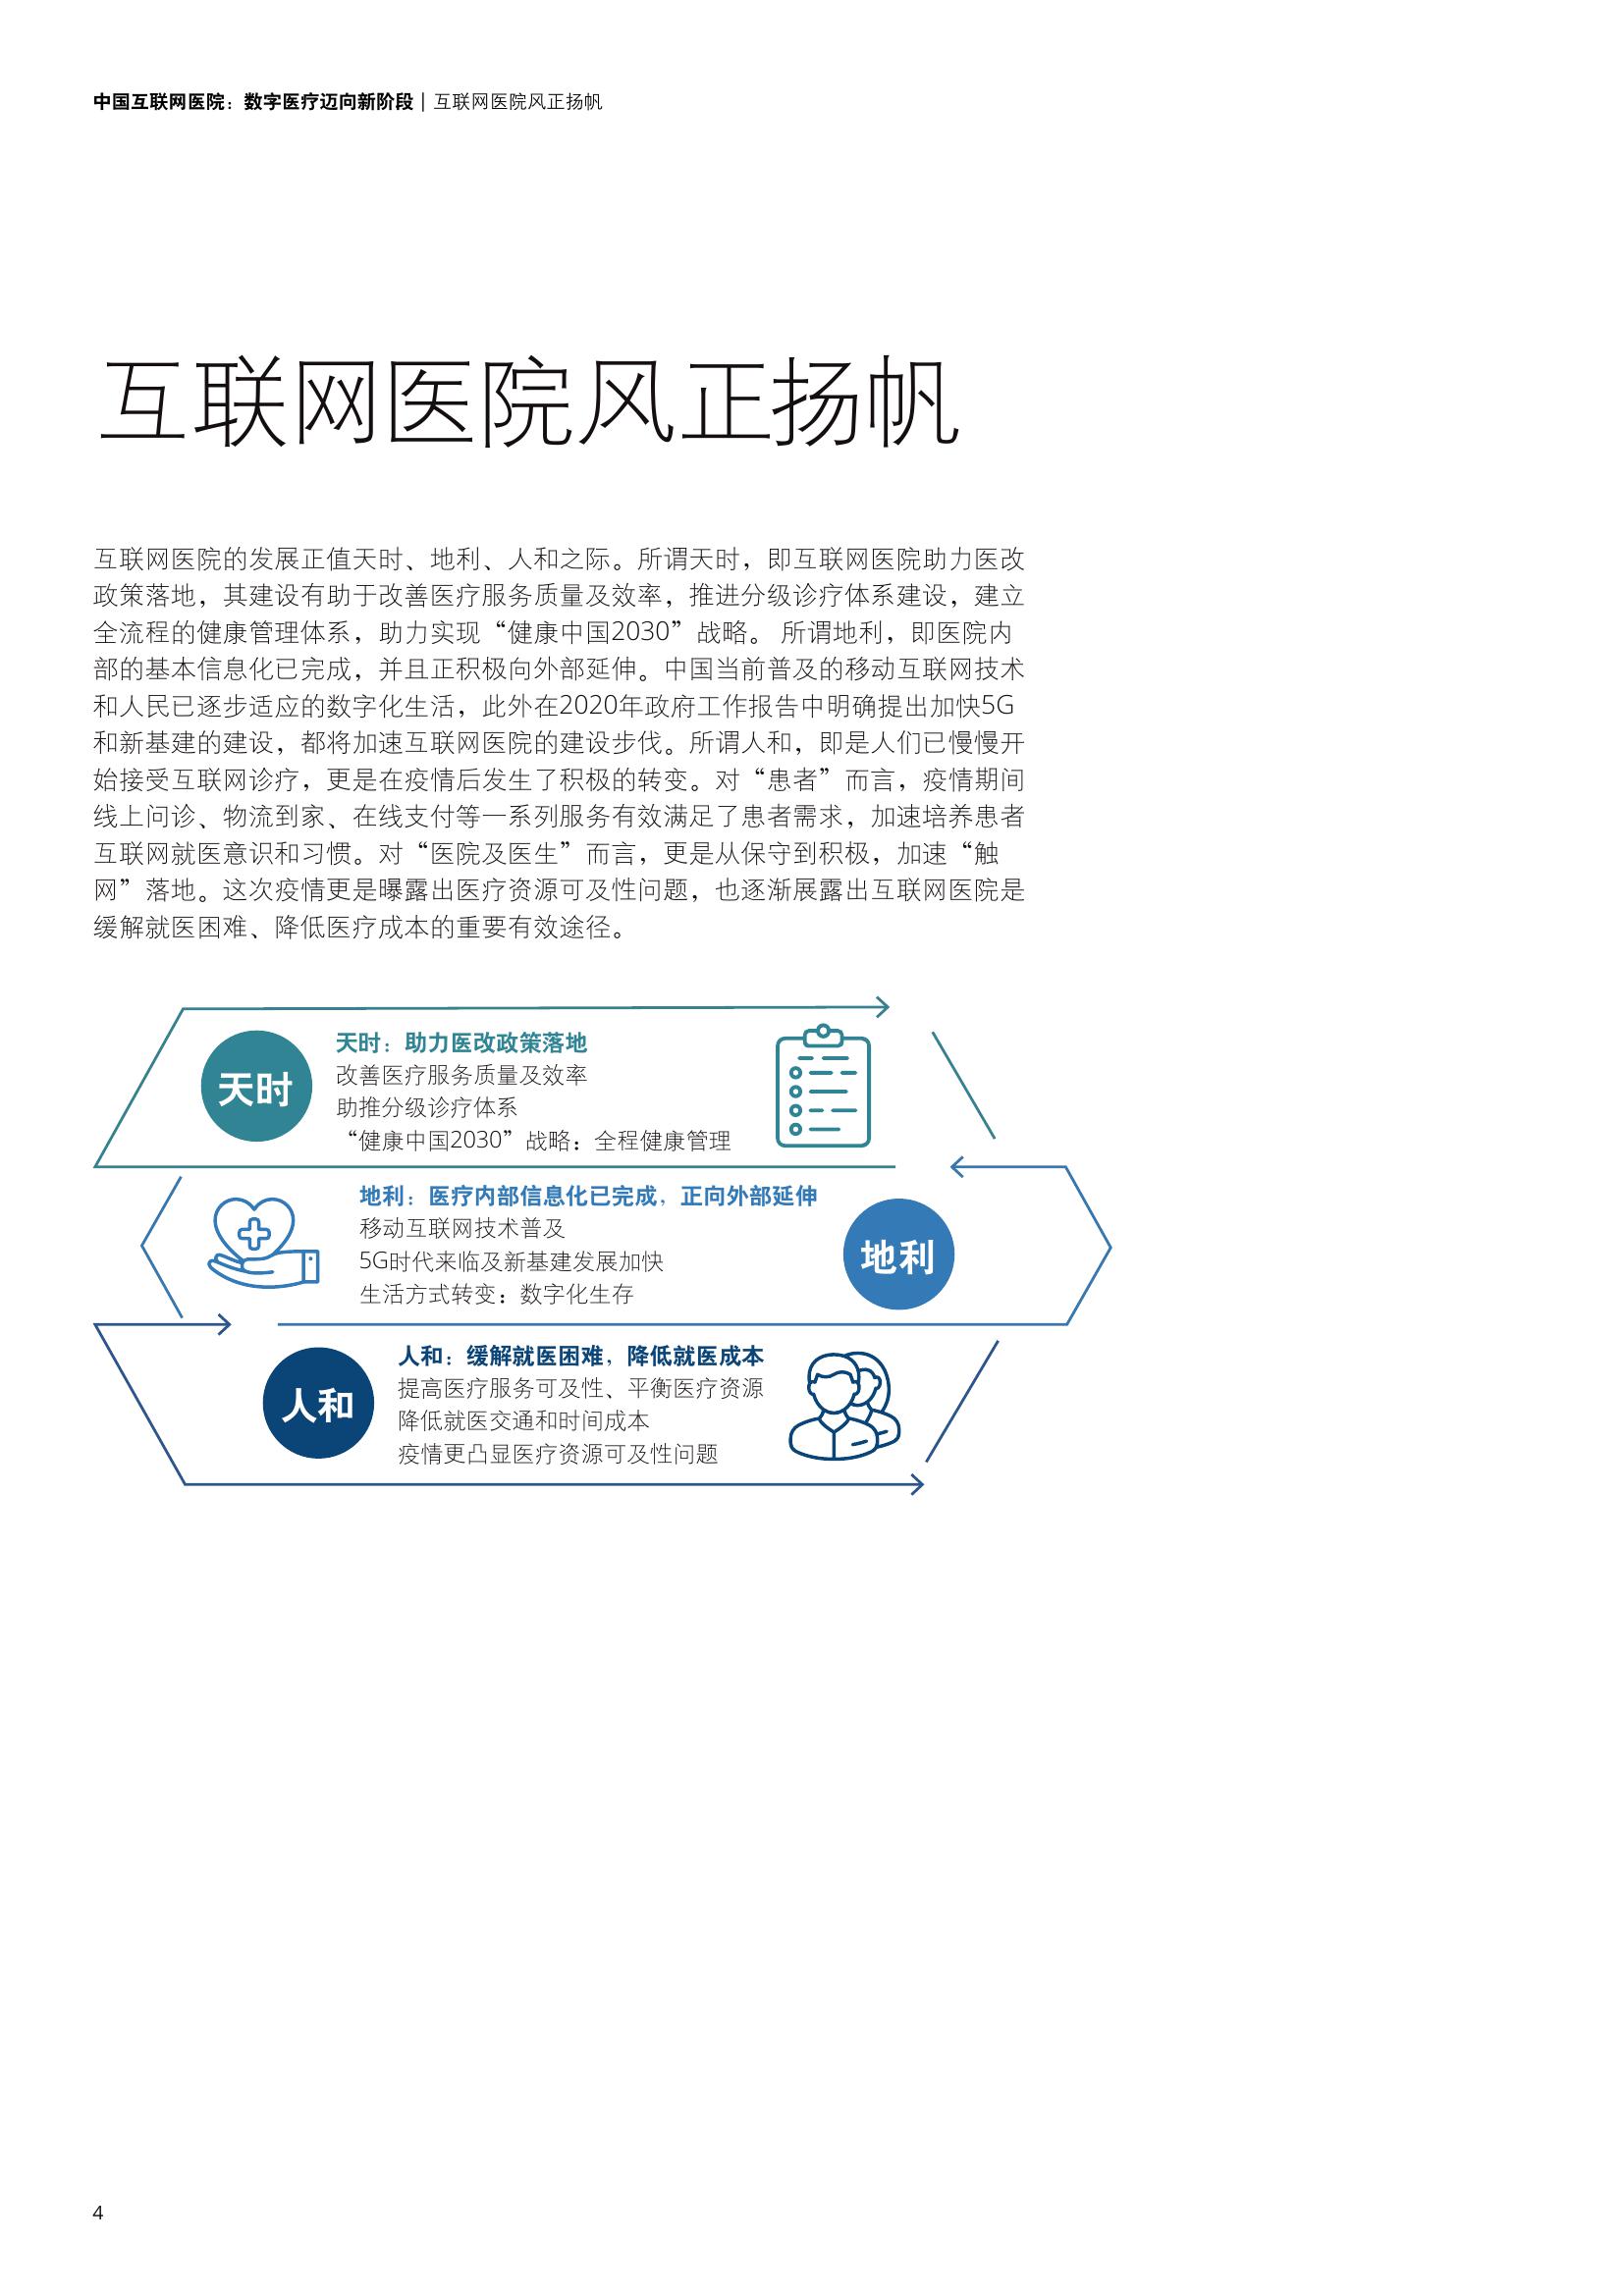 中国互联网医院：数字医疗迈向新阶段 | 互联网医院风正扬帆
互联网医院风正扬帆
互联网医院的发展正值天时、地利、人和之际。所谓天时，即互联网医院助力医改
政策落地，其建设有助于改善医疗服务质量及效率，推进分级诊疗体系建设，建立
全流程的健康管理体系，助力实现“健康中国2030”战略。 所谓地利，即医院内
部的基本信息化已完成，并且正积极向外部延伸。中国当前普及的移动互联网技术
和人民已逐步适应的数字化生活，此外在2020年政府工作报告中明确提出加快5G
和新基建的建设，都将加速互联网医院的建设步伐。所谓人和，即是人们已慢慢开
始接受互联网诊疗，更是在疫情后发生了积极的转变。对“患者”而言，疫情期间
线上问诊、物流到家、在线支付等一系列服务有效满足了患者需求，加速培养患者
互联网就医意识和习惯。对“医院及医生”而言，更是从保守到积极，加速“触
网”落地。这次疫情更是曝露出医疗资源可及性问题，也逐渐展露出互联网医院是
缓解就医困难、降低医疗成本的重要有效途径。
天时
天时：助力医改政策落地
改善医疗服务质量及效率
助推分级诊疗体系
“健康中国2030”战略：全程健康管理
地利：医疗内部信息化已完成，正向外部延伸
移动互联网技术普及
5G时代来临及新基建发展加快
生活方式转变：数字化生存
地利
人和
人和：缓解就医困难，降低就医成本
提高医疗服务可及性、平衡医疗资源
降低就医交通和时间成本
疫情更凸显医疗资源可及性问题
4